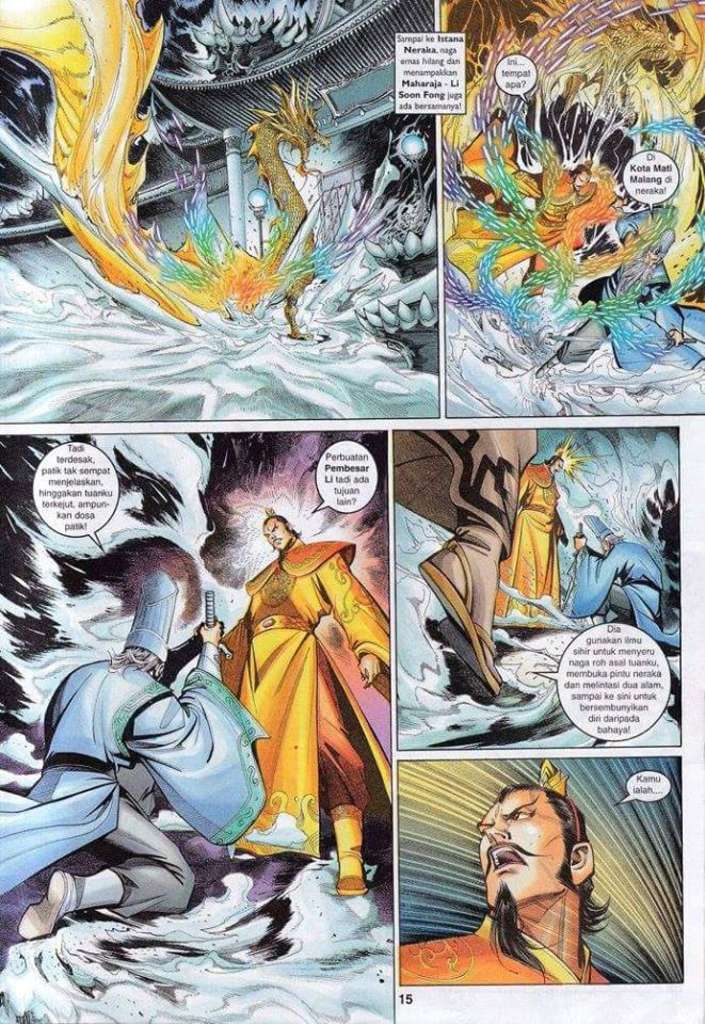 Sampai ke Istana
Neraka, naga
emas hilang dan
menampakkan
Maharaja - Li
Soon Fong juga
ada bersamanya!
Ini...
tempat
apa?
Di
Kota Mati
Malang di
neraka!
Tadi
terdesak,
patik tak sempat
menjelaskan,
hinggakan tuanku
terkejut, ampun-
kan dosa
patik!
Perbuatan
Pembesar
Li tadi ada
tujuan
lain?
Dia
gunakan ilmu
sihir untuk menyeru
naga roh asal tuanku,
membuka pintu neraka
dan melintasi dua alam,
sampai ke sini untuk
bersembunyikan
diri daripada
bahaya!
Kamu
ialah....
15